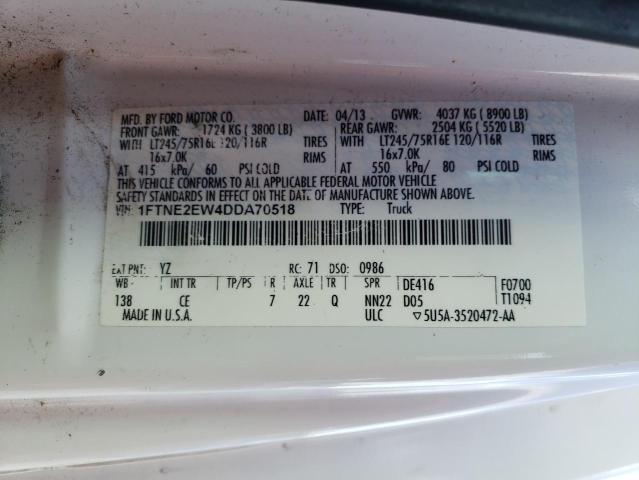 MFD. BY FORD MOTOR CO. DATE: 04/13 GVWR: 4037 KG ( 8900 LB)
FRONT GAWR: 1724 KG ( 3800 LB) REAR GAWR: 2504 KG ( 5520 LB)
WITH LT245/75R16E 120/116R TIRES WITH LT245/75R16E 120/116R TIRES
16x7.0K RIMS 16x7.0K RIMS
AT 415 kPa/ 60 PSI COLD AT 550 kPa/ 80 PSI COLD
THIS VEHICLE CONFORMS TO ALL APPLICABLE FEDERAL MOTOR VEHICLE
SAFETY STANDARDS IN EFFECT ON THE DATE OF MANUFACTURE SHOWN ABOVE.
VIN: 1FTNE2EW4DDA70518 TYPE: Truck
EXT PNT: YZ RC: 71 DSO: 0986
WB INT TR TP/PS R AXLE TR SPR DE416 F0700
138 CE 7 22 Q NN22 D05 T1094
MADE IN U.S.A. ULC ▽5U5A-3520472-AA